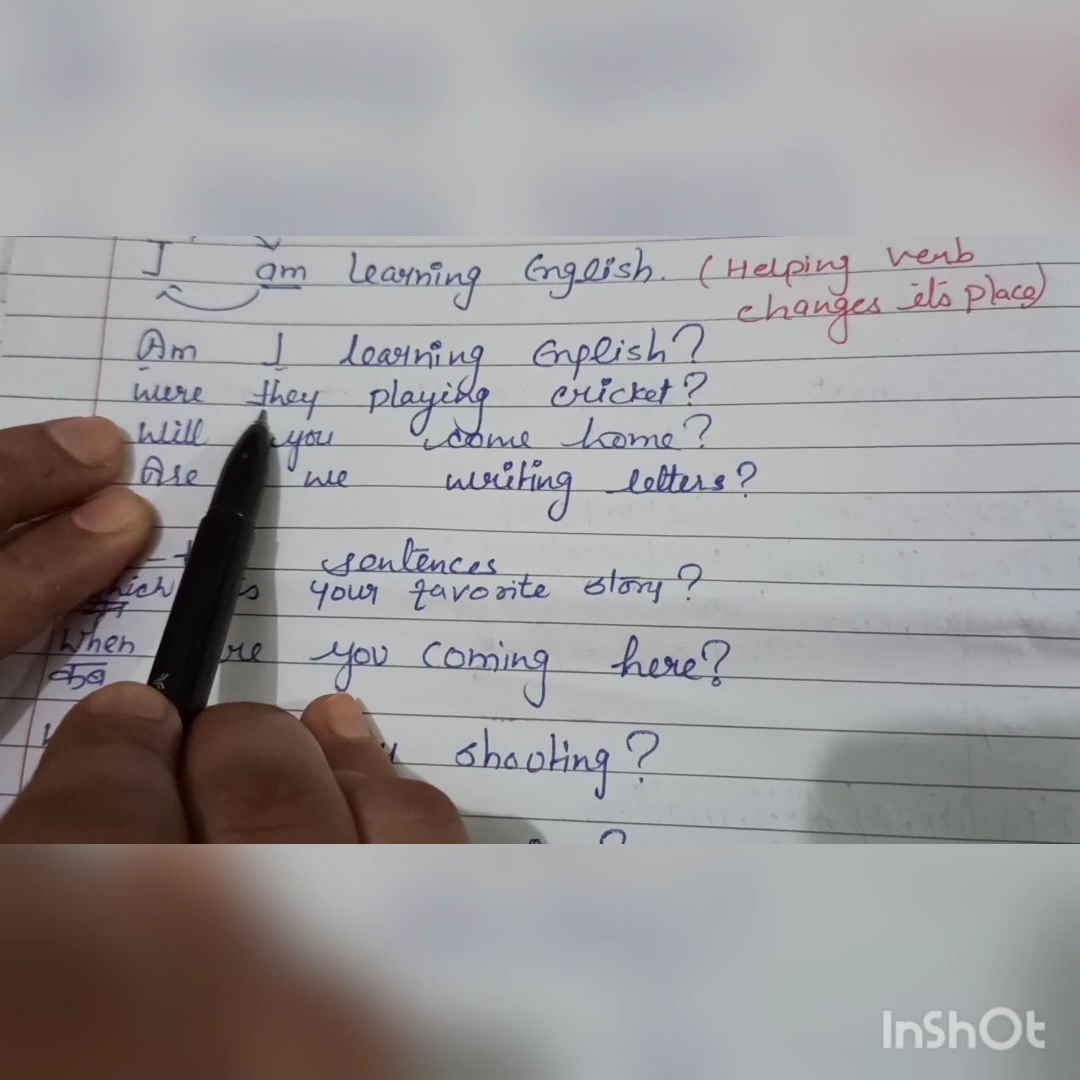 I am learning English. (Helping verb
changes its place)
Am I learning English?
were they playing cricket?
Will you come home?
Are we writing letters?
sentences
is your favorite story?
When you coming here?
कब
shooting?
?
InShOt